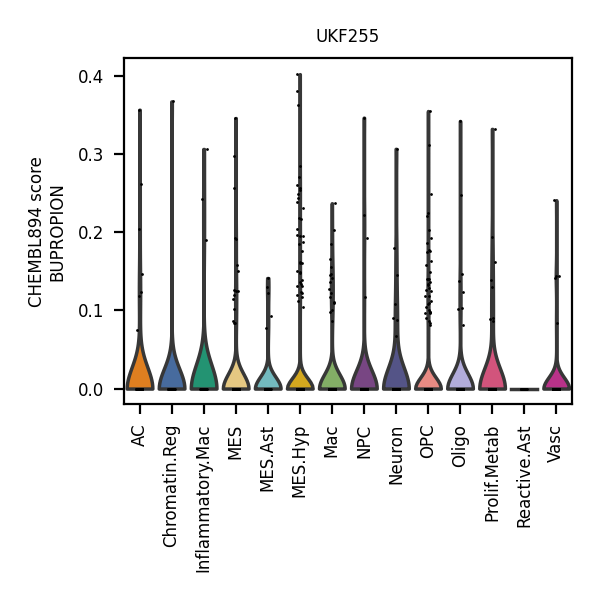 UKF255
CHEMBL894 score
BUPROPION
0.4
0.3
0.2
0.1
0.0
AC
Chromatin.Reg
Inflammatory.Mac
MES
MES.Ast
MES.Hyp
Mac
NPC
Neuron
OPC
Oligo
Prolif.Metab
Reactive.Ast
Vasc